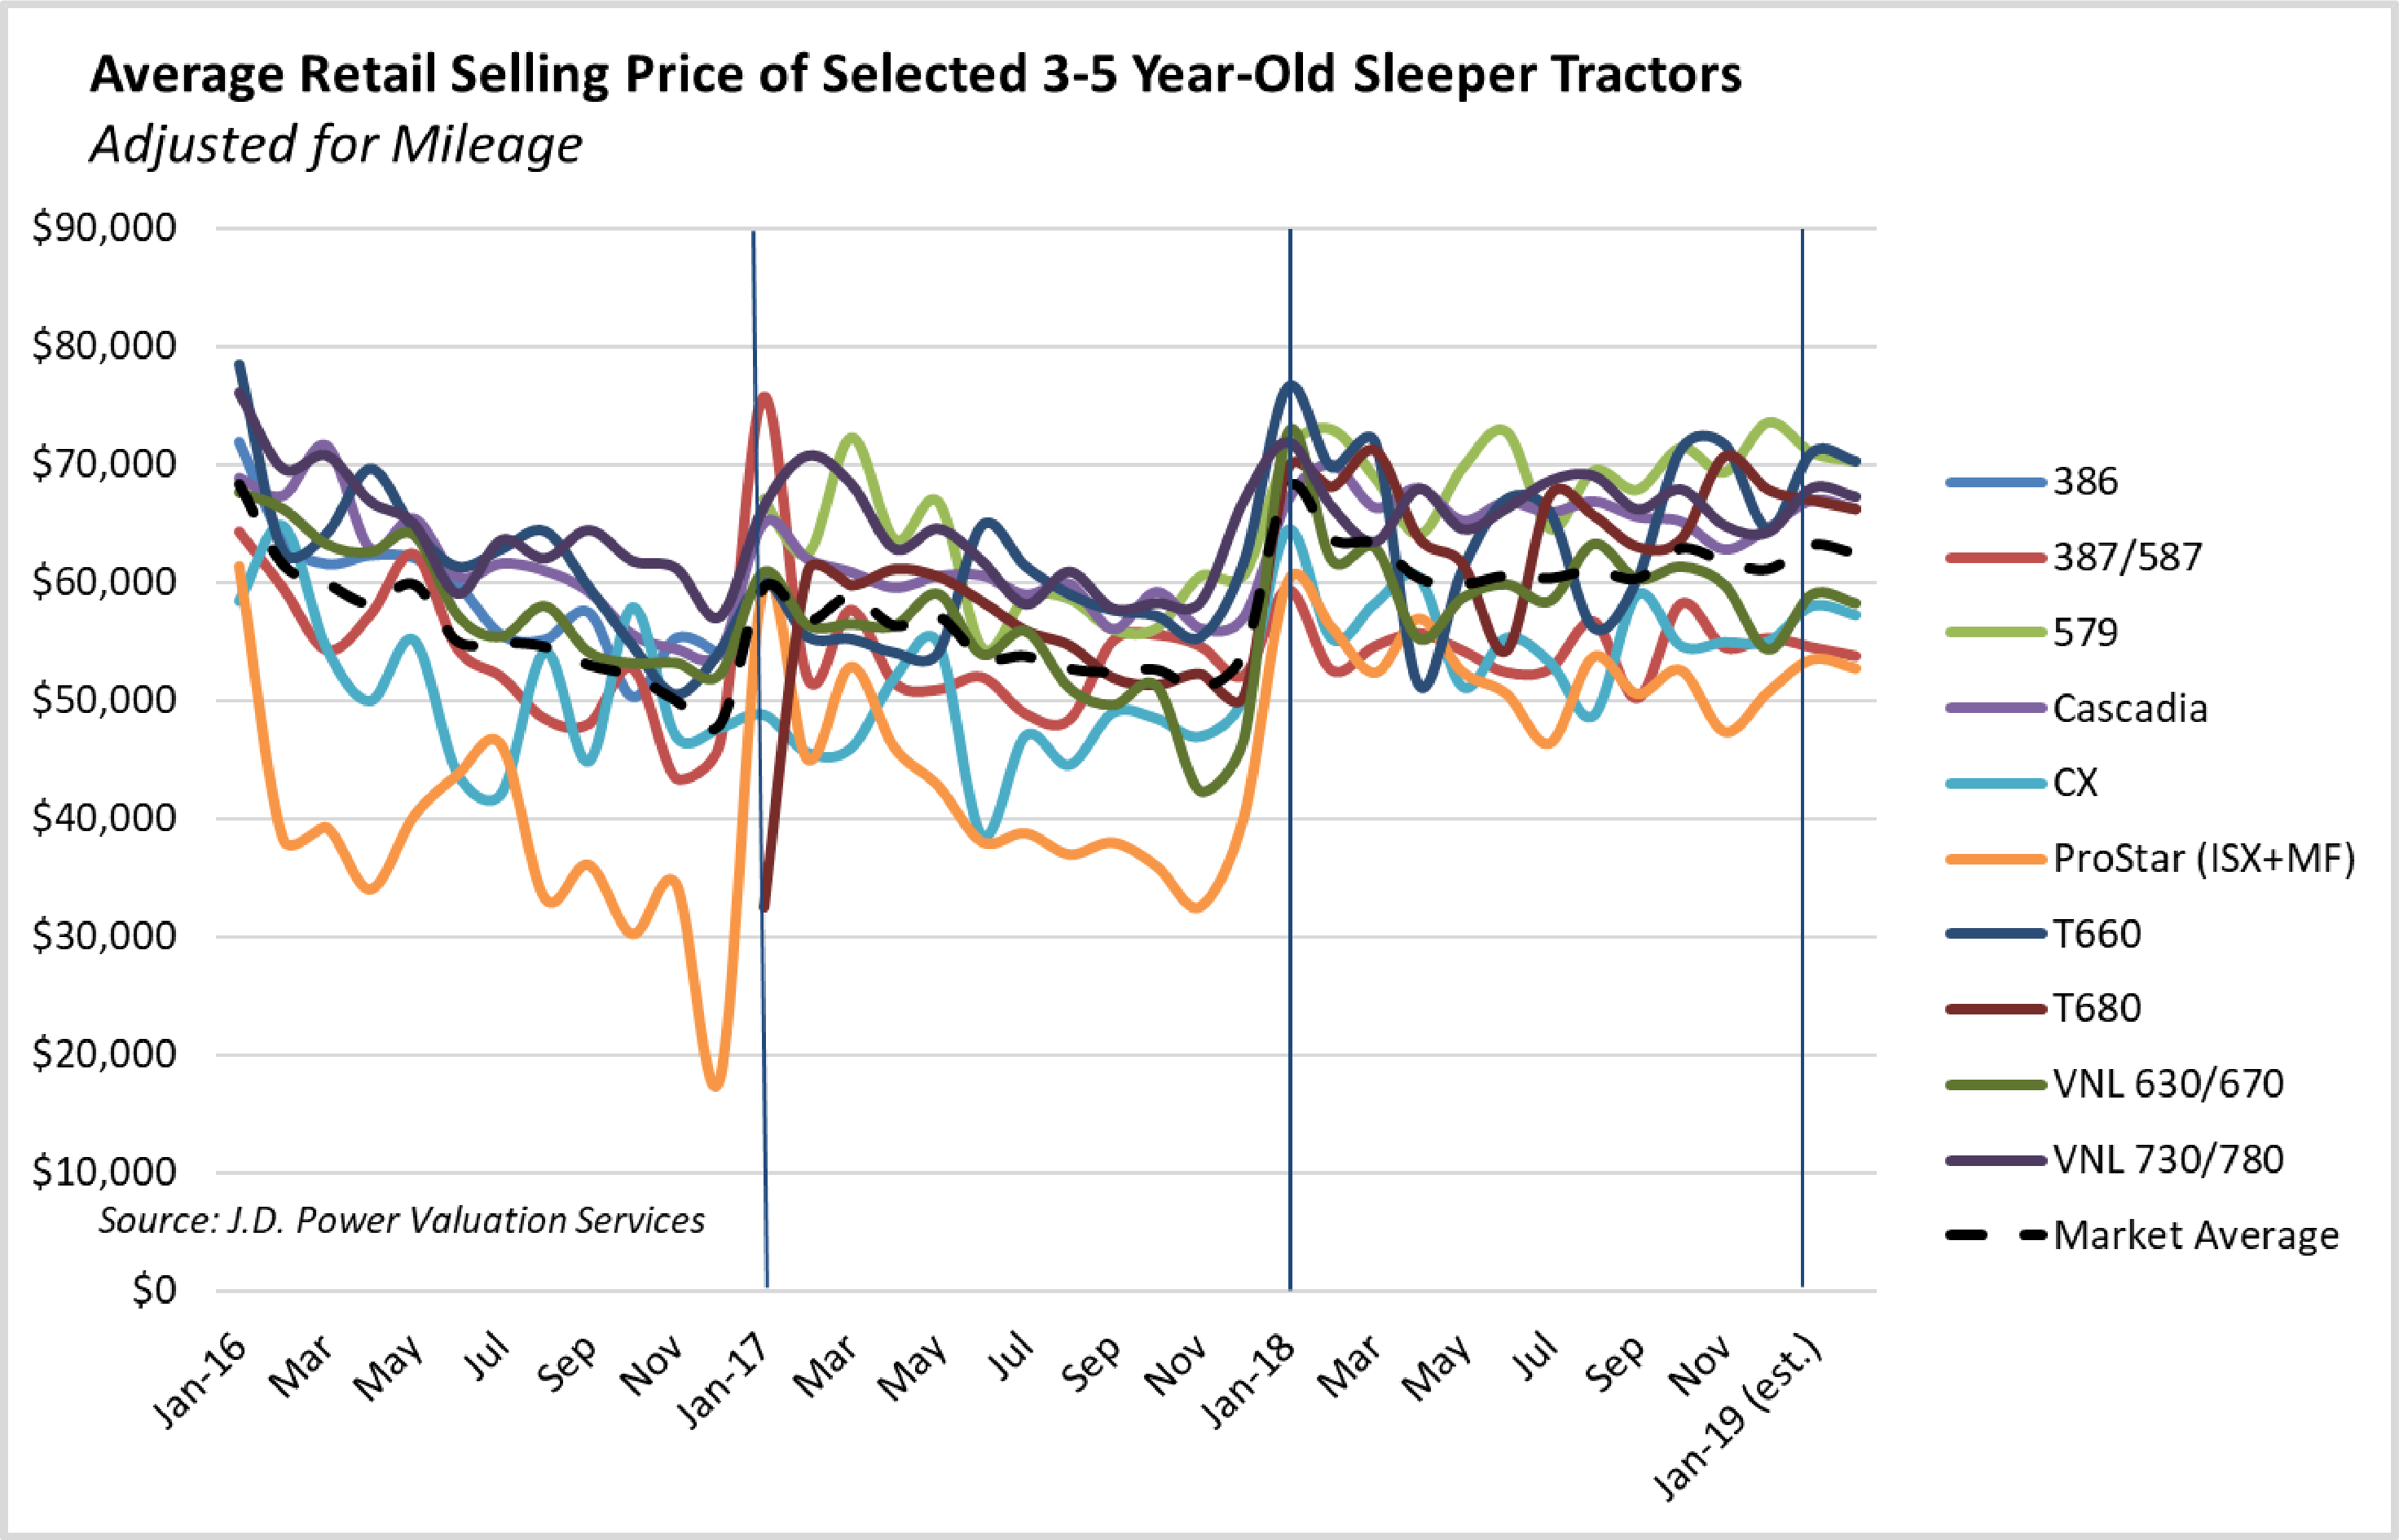 Average Retail Selling Price of Selected 3-5 Year-Old Sleeper Tractors
Adjusted for Mileage
$90,000
$80,000
$70,000
$60,000
$50,000
$40,000
$30,000
$20,000
$10,000
$0
Source: J.D. Power Valuation Services
Jan-16
Mar
May
Jul
Sep
Nov
Jan-17
Mar
May
Jul
Sep
Nov
Jan-18
Mar
May
Jul
Sep
Nov
Jan-19 (est.)
386
387/587
579
Cascadia
CX
ProStar (ISX+MF)
T660
T680
VNL 630/670
VNL 730/780
Market Average